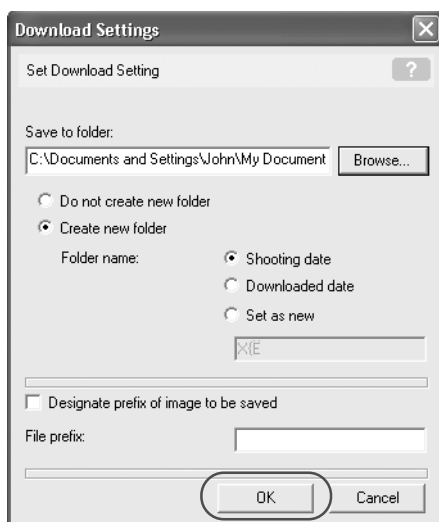 Download Settings
Set Download Setting
?
Save to folder:
C:\Documents and Settings\John\My Document
Browse...
Do not create new folder
Create new folder
Folder name:
Shooting date
Downloaded date
Set as new
X(E
Designate prefix of image to be saved
File prefix:
OK
Cancel